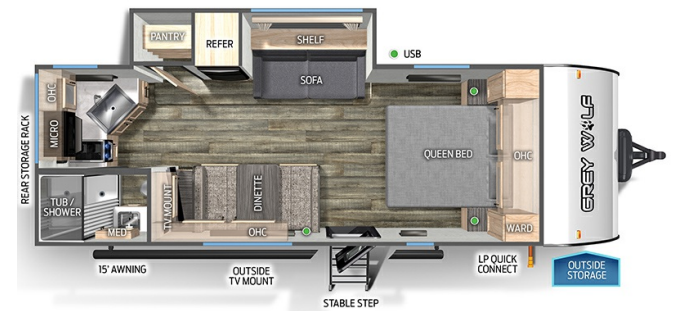 PANTRY
REFER
SHELF
SOFA
USB
OHC
MICRO
REAR STORAGE RACK
QUEEN BED
OHC
GREY WOLF
TUB /
SHOWER
MED
TV MOUNT
DINETTE
OHC
WARD
15' AWNING
OUTSIDE
TV MOUNT
STABLE STEP
LP QUICK
CONNECT
OUTSIDE
STORAGE